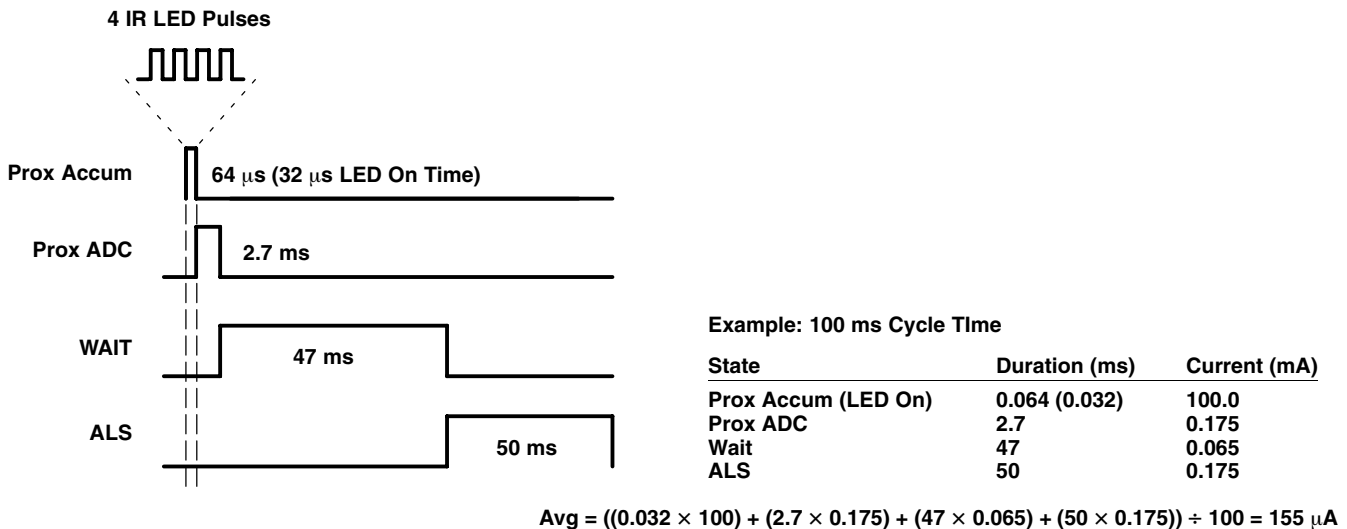 4 IR LED Pulses
Prox Accum
64 μs (32 μs LED On Time)
Prox ADC
2.7 ms
WAIT
47 ms
ALS
50 ms
Example: 100 ms Cycle TIme
State Duration (ms) Current (mA)
Prox Accum (LED On) 0.064 (0.032) 100.0
Prox ADC 2.7 0.175
Wait 47 0.065
ALS 50 0.175
Avg = ((0.032 × 100) + (2.7 × 0.175) + (47 × 0.065) + (50 × 0.175)) ÷ 100 = 155 μA